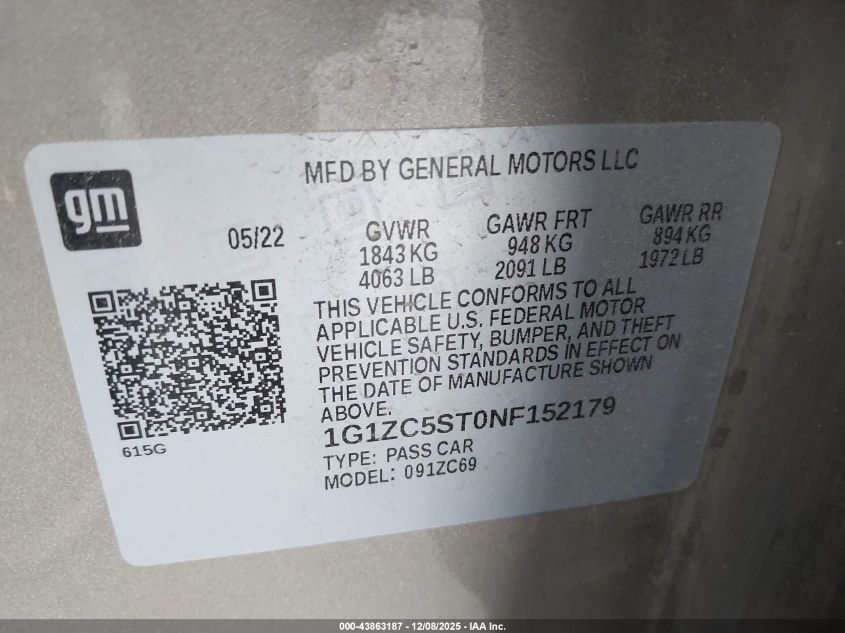 MFD BY GENERAL MOTORS LLC
gm
05/22
GVWR
1843 KG
4063 LB
GAWR FRT
948 KG
2091 LB
GAWR RR
894 KG
1972 LB
THIS VEHICLE CONFORMS TO ALL
APPLICABLE U.S. FEDERAL MOTOR
VEHICLE SAFETY, BUMPER, AND THEFT
PREVENTION STANDARDS IN EFFECT ON
THE DATE OF MANUFACTURE SHOWN
ABOVE.
1G1ZC5ST0NF152179
615G
TYPE: PASS CAR
MODEL: 091ZC69
000-43863187 - 12/08/2025 - IAA Inc.